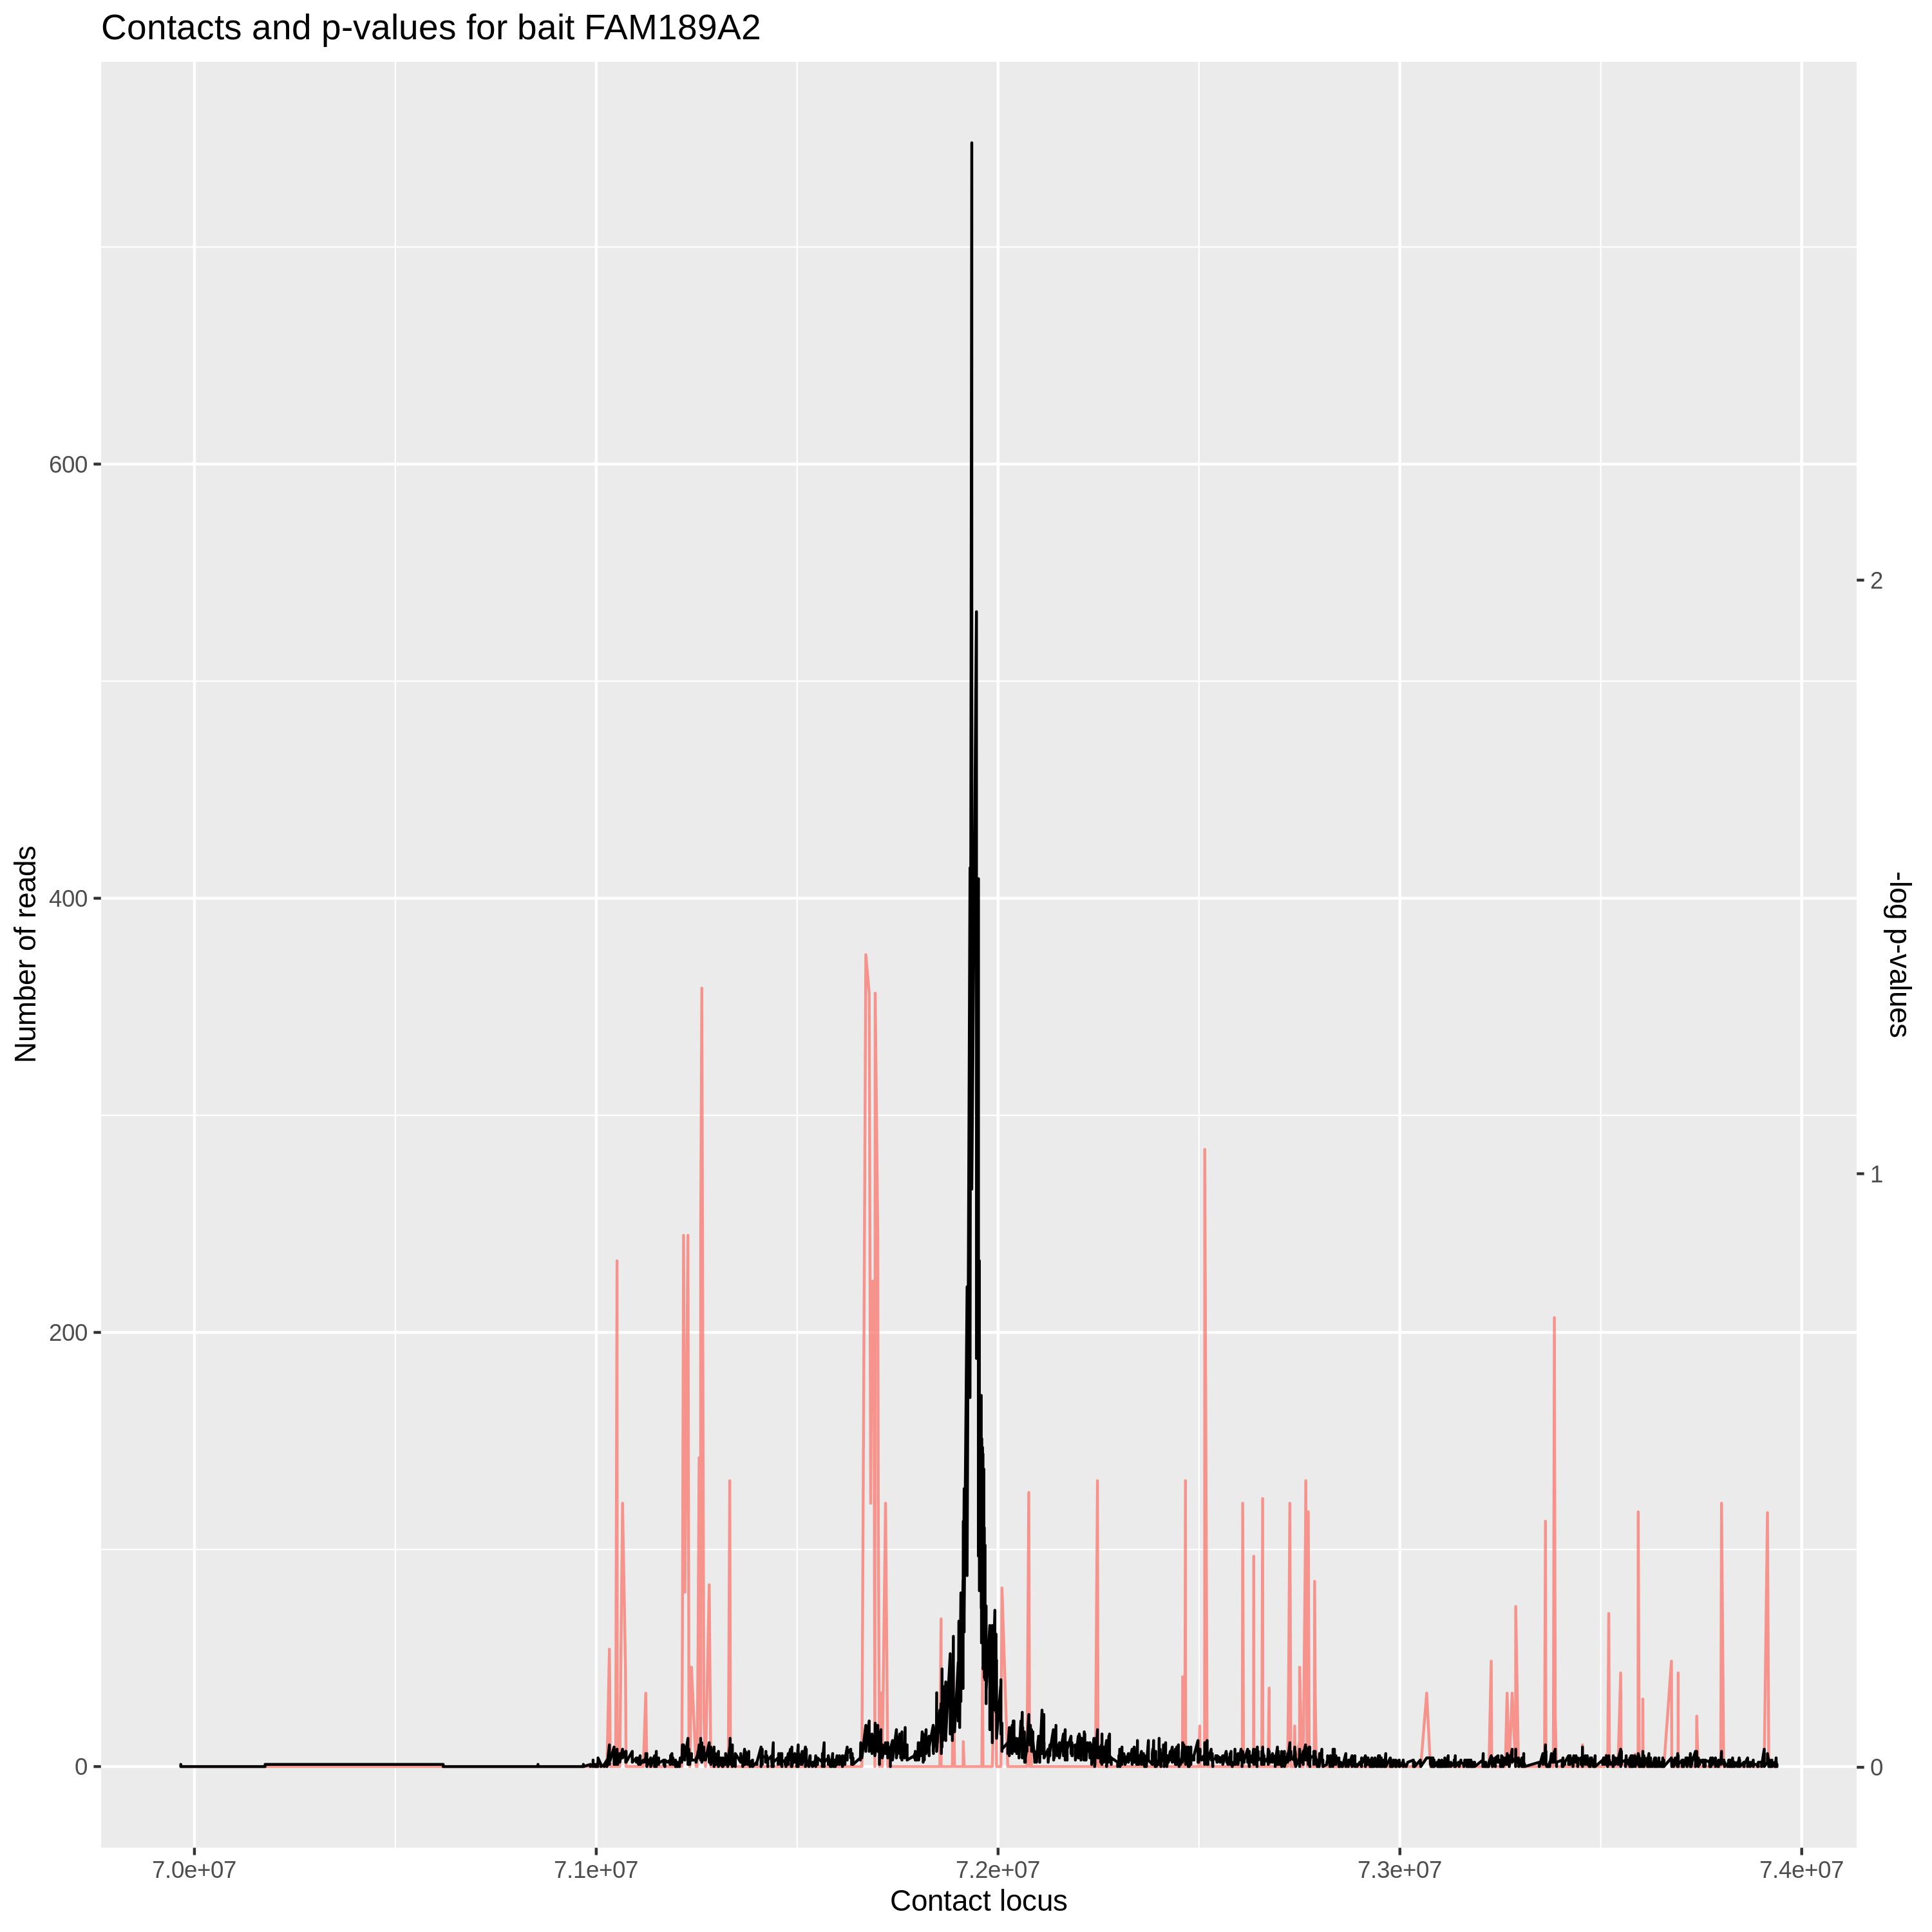 Contacts and p-values for bait FAM189A2
Number of reads
600
400
200
0
2
1
0
-log p-values
7.0e+07 7.1e+07 7.2e+07 7.3e+07 7.4e+07
Contact locus